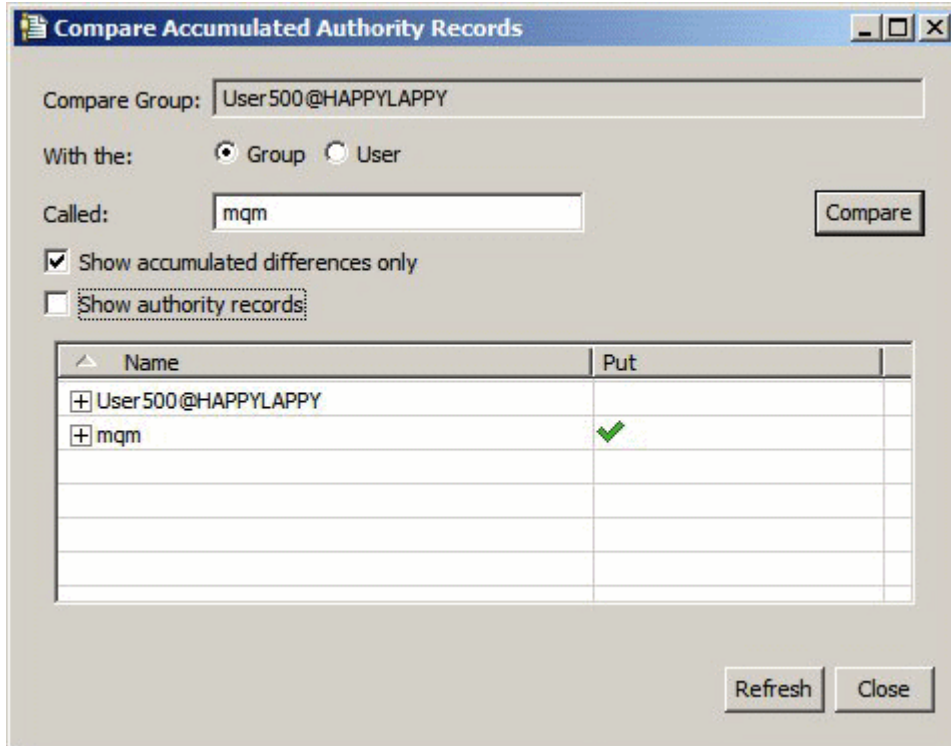 Compare Accumulated Authority Records
Compare Group: User500@HAPPYLAPPY
With the: Group User
Called: mqm Compare
Show accumulated differences only
Show authority records
Name Put
User500@HAPPYLAPPY
mqm
Refresh Close